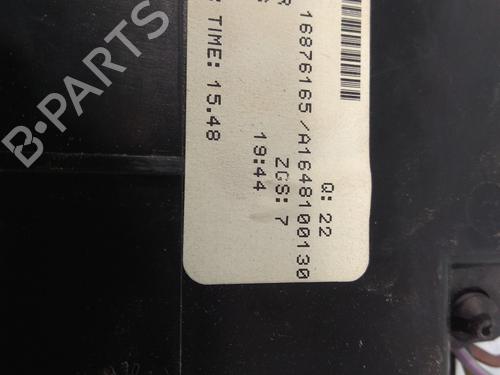 R
16876165 /A1648100130
Q: 22
ZGS: 7
19:44
TIME: 15.48
B-PARTS